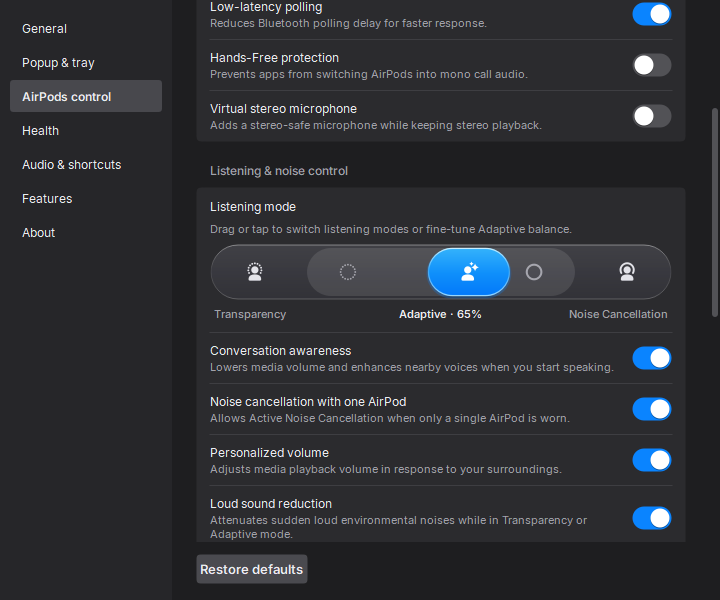 General
Popup & tray
AirPods control
Health
Audio & shortcuts
Features
About
Low-latency polling
Reduces Bluetooth polling delay for faster response.
Hands-Free protection
Prevents apps from switching AirPods into mono call audio.
Virtual stereo microphone
Adds a stereo-safe microphone while keeping stereo playback.
Listening & noise control
Listening mode
Drag or tap to switch listening modes or fine-tune Adaptive balance.
Transparency
Adaptive · 65%
Noise Cancellation
Conversation awareness
Lowers media volume and enhances nearby voices when you start speaking.
Noise cancellation with one AirPod
Allows Active Noise Cancellation when only a single AirPod is worn.
Personalized volume
Adjusts media playback volume in response to your surroundings.
Loud sound reduction
Attenuates sudden loud environmental noises while in Transparency or
Adaptive mode.
Restore defaults